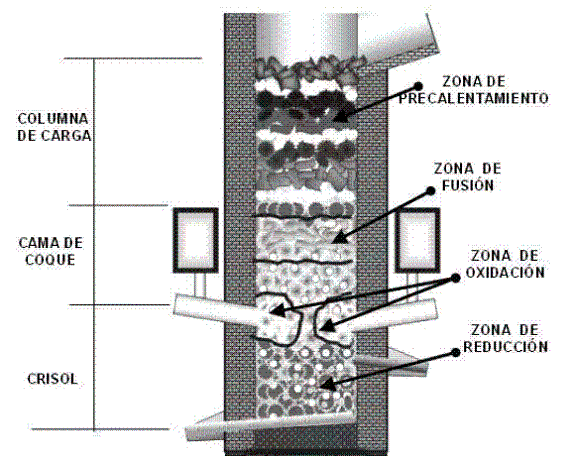 COLUMNA
DE CARGA
CAMA DE
COQUE
CRISOL
ZONA DE
PRECALENTAMIENTO
ZONA DE
FUSIÓN
ZONA DE
OXIDACIÓN
ZONA DE
REDUCCIÓN